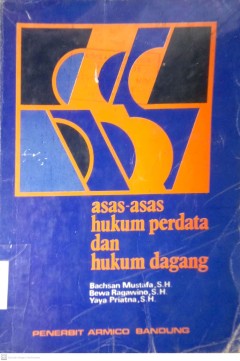 asas-asas
hukum perdata
dan
hukum dagang
Bachsan Mustafa, S.H.
Bewa Ragawino, S.H.
Yaya Priatna, S.H.
PENERBIT ARMICO BANDUNG